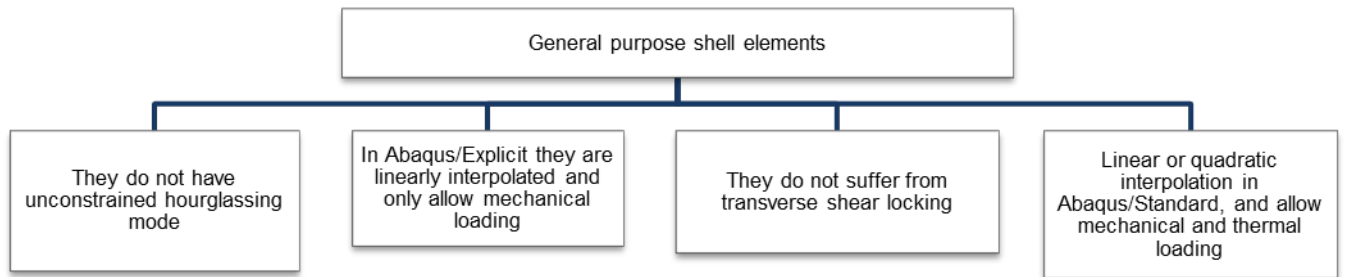 General purpose shell elements
They do not have
unconstrained hourglassing
mode
In Abaqus/Explicit they are
linearly interpolated and
only allow mechanical
loading
They do not suffer from
transverse shear locking
Linear or quadratic
interpolation in
Abaqus/Standard, and allow
mechanical and thermal
loading